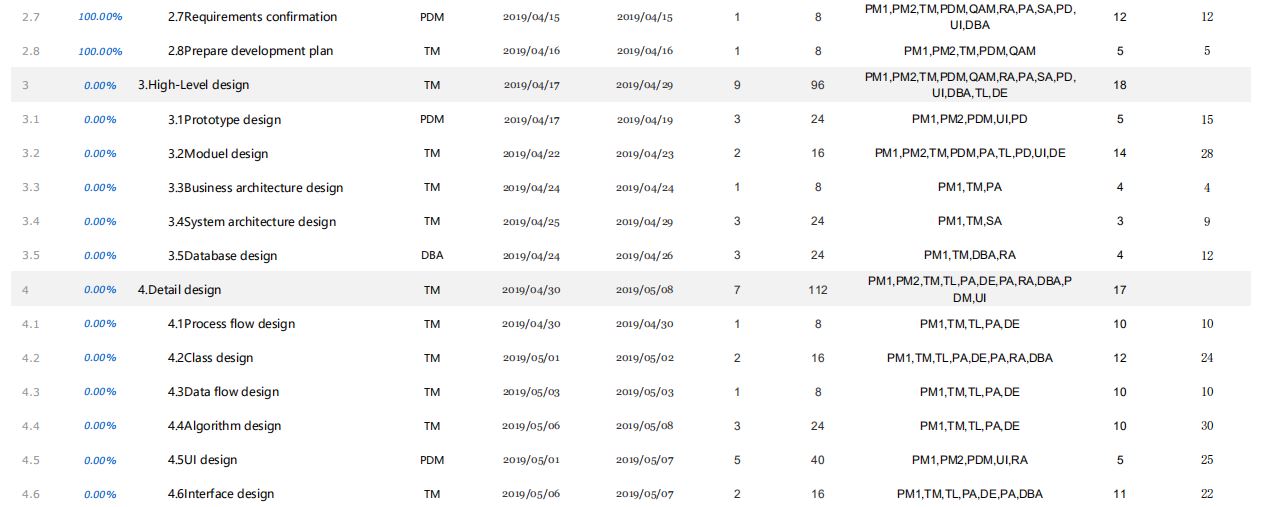 2.7 100.00% 2.7Requirements confirmation PDM 2019/04/15 2019/04/15 1 8 PM1,PM2,TM,PDM,QAM,RA,PA,SA,PD, 12 12
UI,DBA
2.8 100.00% 2.8Prepare development plan TM 2019/04/16 2019/04/16 1 8 PM1,PM2,TM,PDM,QAM 5 5
3 0.00% 3.High-Level design TM 2019/04/17 2019/04/29 9 96 PM1,PM2,TM,PDM,QAM,RA,PA,SA,PD, 18
UI,DBA,TL,DE
3.1 0.00% 3.1Prototype design PDM 2019/04/17 2019/04/19 3 24 PM1,PM2,PDM,UI,PD 5 15
3.2 0.00% 3.2Moduel design TM 2019/04/22 2019/04/23 2 16 PM1,PM2,TM,PDM,PA,TL,PD,UI,DE 14 28
3.3 0.00% 3.3Business architecture design TM 2019/04/24 2019/04/24 1 8 PM1,TM,PA 4 4
3.4 0.00% 3.4System architecture design TM 2019/04/25 2019/04/29 3 24 PM1,TM,SA 3 9
3.5 0.00% 3.5Database design DBA 2019/04/24 2019/04/26 3 24 PM1,TM,DBA,RA 4 12
4 0.00% 4.Detail design TM 2019/04/30 2019/05/08 7 112 PM1,PM2,TM,TL,PA,DE,PA,RA,DBA,P 17
DM,UI
4.1 0.00% 4.1Process flow design TM 2019/04/30 2019/04/30 1 8 PM1,TM,TL,PA,DE 10 10
4.2 0.00% 4.2Class design TM 2019/05/01 2019/05/02 2 16 PM1,TM,TL,PA,DE,PA,RA,DBA 12 24
4.3 0.00% 4.3Data flow design TM 2019/05/03 2019/05/03 1 8 PM1,TM,TL,PA,DE 10 10
4.4 0.00% 4.4Algorithm design TM 2019/05/06 2019/05/08 3 24 PM1,TM,TL,PA,DE 10 30
4.5 0.00% 4.5UI design PDM 2019/05/01 2019/05/07 5 40 PM1,PM2,PDM,UI,RA 5 25
4.6 0.00% 4.6Interface design TM 2019/05/06 2019/05/07 2 16 PM1,TM,TL,PA,DE,PA,DBA 11 22